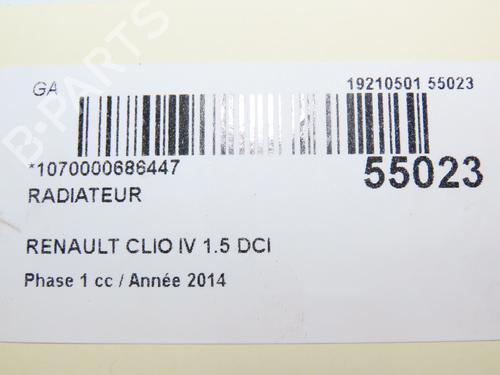 GA
19210501 55023
*1070000686447
55023
RADIATEUR
RENAULT CLIO IV 1.5 DCI
Phase 1 cc / Année 2014
B-PARTS